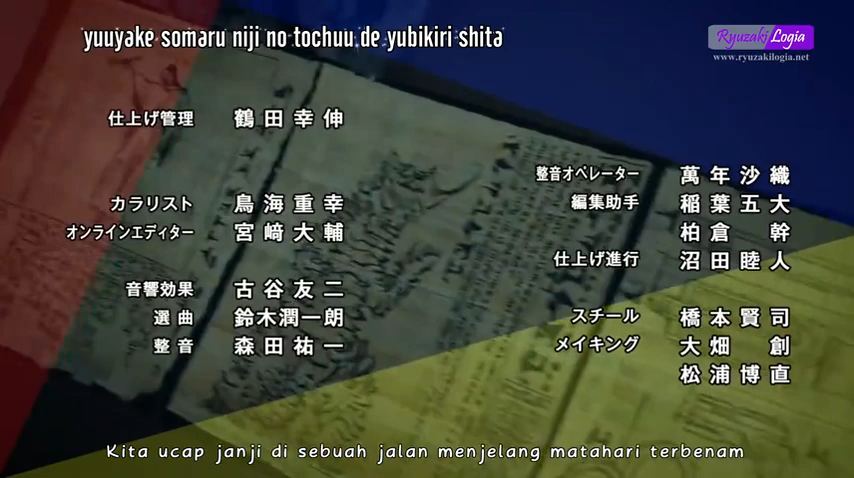 yuuyake somaru niji no tochuu de yubikiri shita
Ryuzaki Logia
www.ryuzakilogia.net
仕上げ管理 鶴田幸伸
カラリスト 鳥海重幸
オンラインエディター 宮﨑大輔
音響効果 古谷友二
選曲 鈴木潤一朗
整音 森田祐一
整音オペレーター 萬年沙織
編集助手 稲葉五大
柏倉 幹
仕上げ進行 沼田睦人
スチール 橋本賢司
メイキング 大畑 創
松浦博直
Kita ucap janji di sebuah jalan menjelang matahari terbenam